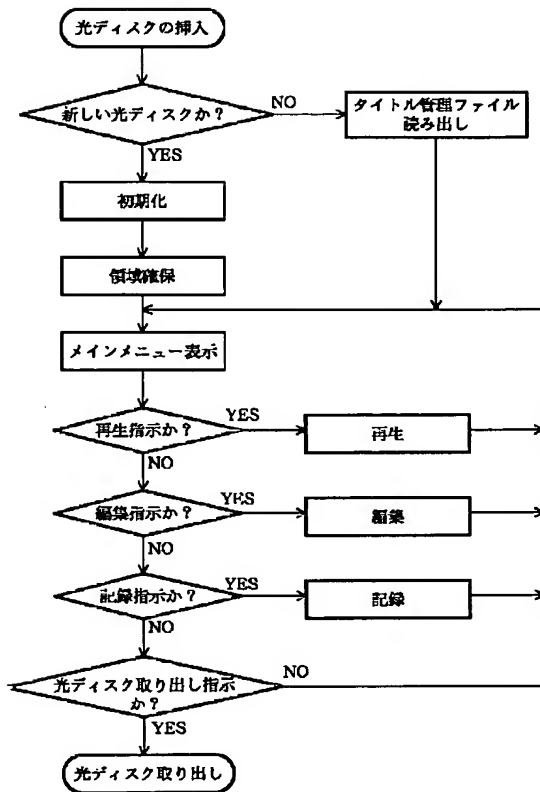 光ディスクの挿入
新しい光ディスクか?
NO
タイトル管理ファイル
読み出し
YES
初期化
領域確保
メインメニュー表示
再生指示か?
YES
再生
NO
編集指示か?
YES
編集
NO
記録指示か?
YES
記録
NO
光ディスク取り出し指示
か?
NO
YES
光ディスク取り出し